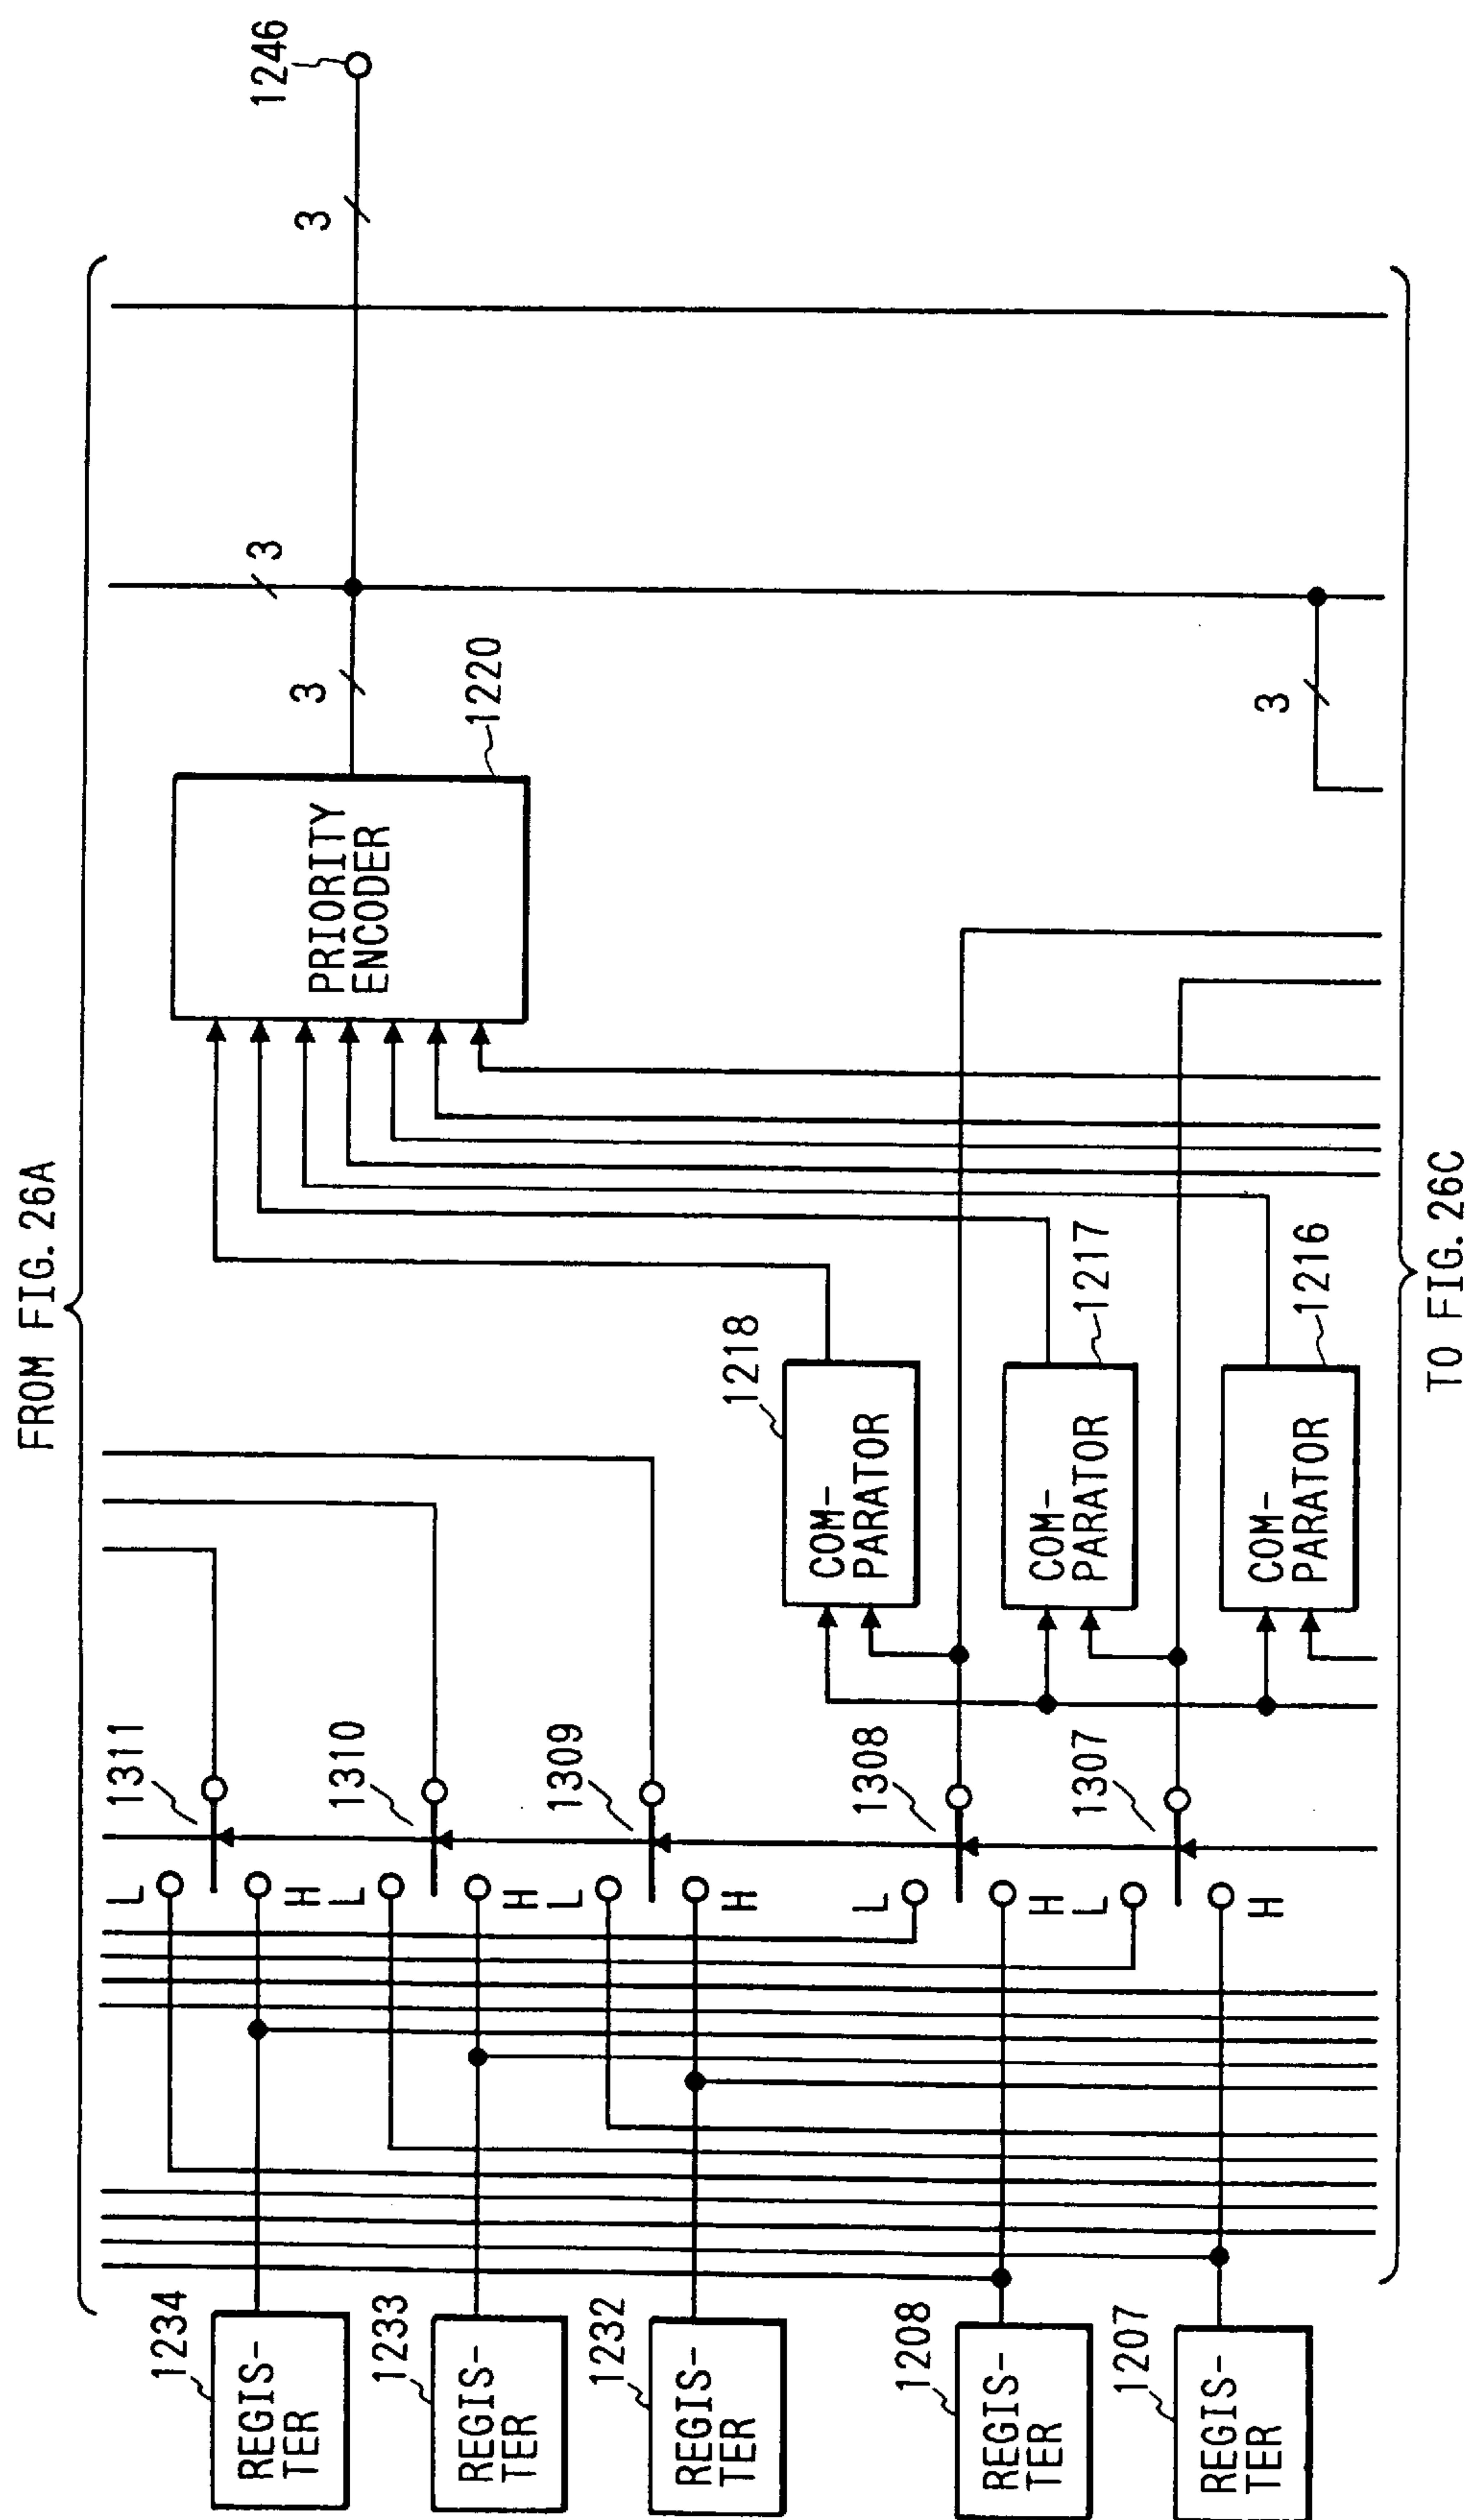 FROM FIG. 26A
1246
3
3
3
1220
PRIORITY
ENCODER
1311
L
H
1310
L
H
1309
L
H
1308
L
H
1307
L
H
1218
COM-
PARATOR
1217
COM-
PARATOR
1216
COM-
PARATOR
3
1234
REGIS-
TER
1233
REGIS-
TER
1232
REGIS-
TER
1208
REGIS-
TER
1207
REGIS-
TER
TO FIG. 26C